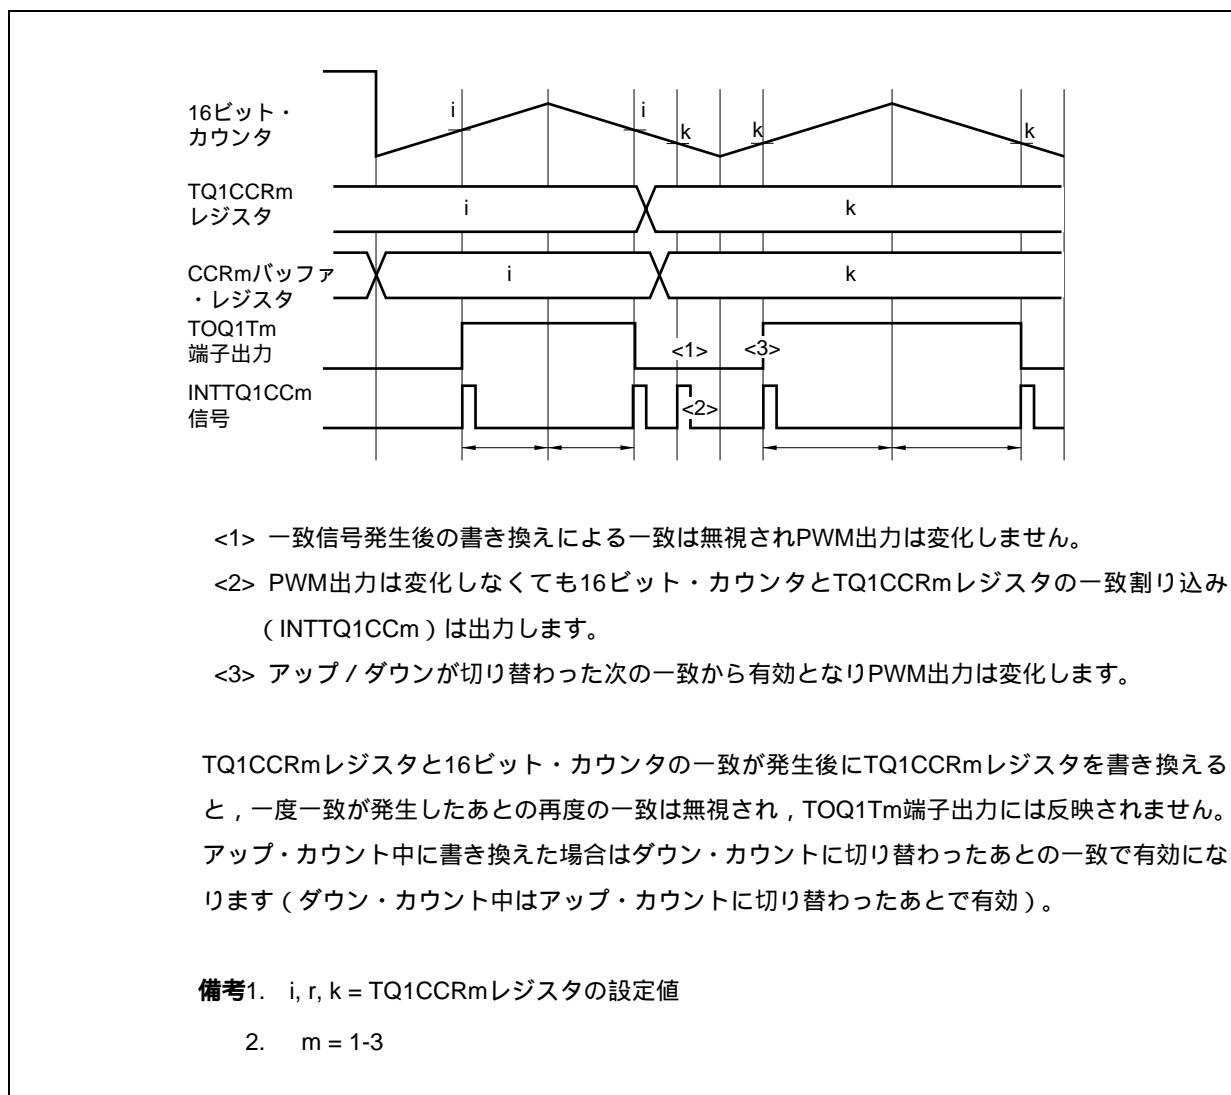 i
i
k
k
k
16ビット・
カウンタ
TQ1CCRm
レジスタ
i
k
CCRmバッファ
・レジスタ
i
k
TOQ1Tm
端子出力
<1>
<3>
INTTQ1CCm
信号
<2>
<1> 一致信号発生後の書き換えによる一致は無視されPWM出力は変化しません。
<2> PWM出力は変化しなくても16ビット・カウンタとTQ1CCRmレジスタの一致割り込み
（INTTQ1CCm）は出力します。
<3> アップ／ダウンが切り替わった次の一致から有効となりPWM出力は変化します。
TQ1CCRmレジスタと16ビット・カウンタの一致が発生後にTQ1CCRmレジスタを書き換える
と，一度一致が発生したあとの再度の一致は無視され，TOQ1Tm端子出力には反映されません。
アップ・カウント中に書き換えた場合はダウン・カウントに切り替わったあとの一致で有効にな
ります（ダウン・カウント中はアップ・カウントに切り替わったあとで有効）。
備考1. i, r, k = TQ1CCRmレジスタの設定値
2. m = 1-3